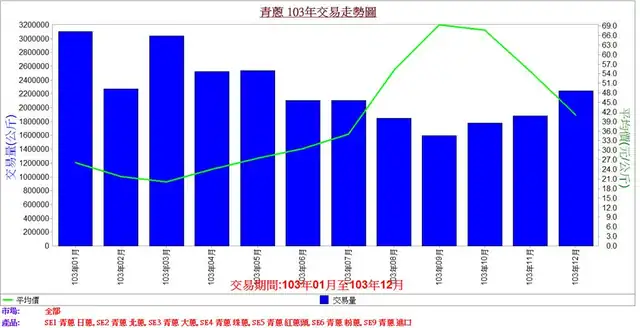 青蔥 103年交易走勢圖
交易量(公斤)
3200000
3000000
2800000
2600000
2400000
2200000
2000000
1800000
1600000
1400000
1200000
1000000
800000
600000
400000
200000
0
69.0
66.0
63.0
60.0
57.0
54.0
51.0
48.0
45.0
42.0
39.0
36.0
33.0
30.0
27.0
24.0
21.0
18.0
15.0
12.0
9.0
6.0
3.0
0.0
平均價(元/公斤)
103年01月
103年02月
103年03月
103年04月
103年05月
103年06月
103年07月
103年08月
103年09月
103年10月
103年11月
103年12月
交易期間:103年01月至103年12月
平均價 交易量
市場: 全部
產品: SE1 青蔥 日蔥, SE2 青蔥 北蔥, SE3 青蔥 大蔥, SE4 青蔥 珠蔥, SE5 青蔥 紅蔥頭, SE6 青蔥 粉蔥, SE9 青蔥 進口